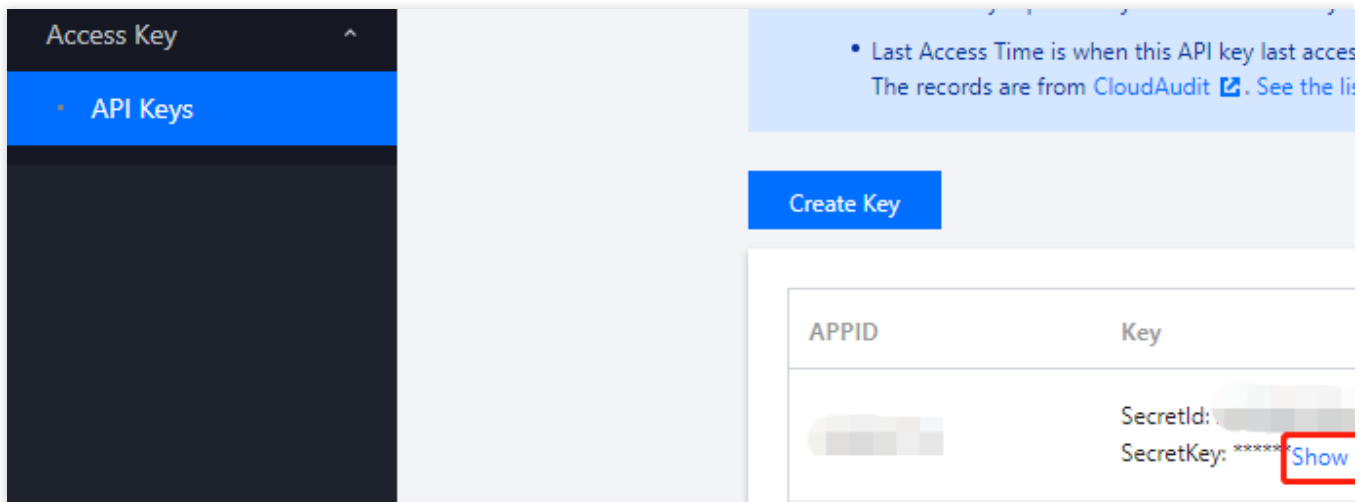 Access Key
API Keys
• Last Access Time is when this API key last acces
The records are from CloudAudit. See the lis
Create Key
APPID
Key
SecretId:
SecretKey: ******Show